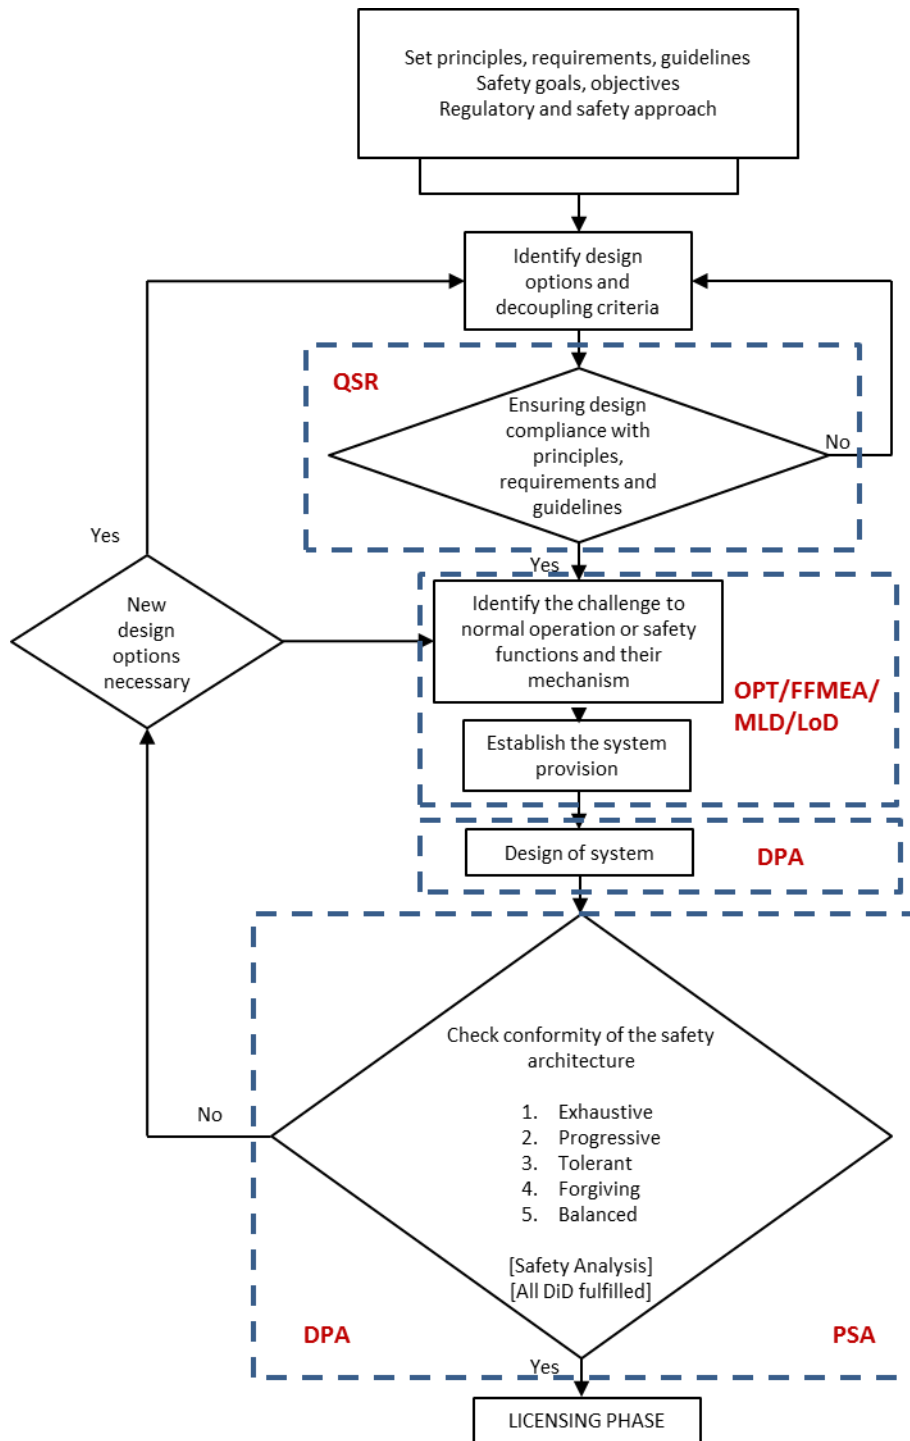 Set principles, requirements, guidelines
Safety goals, objectives
Regulatory and safety approach
Identify design
options and
decoupling criteria
QSR
Ensuring design
compliance with
principles,
requirements and
guidelines
No
Yes
Yes
New
design
options
necessary
Identify the challenge to
normal operation or safety
functions and their
mechanism
OPT/FFMEA/
MLD/LoD
Establish the system
provision
Design of system
DPA
Check conformity of the safety
architecture
1. Exhaustive
2. Progressive
3. Tolerant
4. Forgiving
5. Balanced
[Safety Analysis]
[All DiD fulfilled]
No
DPA
PSA
Yes
LICENSING PHASE